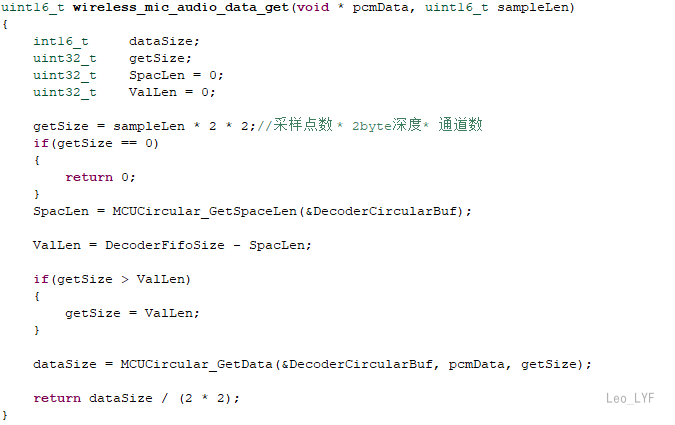 uint16_t wireless_mic_audio_data_get(void * pcmData, uint16_t sampleLen)
{
    int16_t     dataSize;
    uint32_t    getSize;
    uint32_t    SpacLen = 0;
    uint32_t    ValLen = 0;

    getSize = sampleLen * 2 * 2;//采样点数 * 2byte深度* 通道数
    if(getSize == 0)
    {
        return 0;
    }
    SpacLen = MCUCircular_GetSpaceLen(&DecoderCircularBuf);

    ValLen = DecoderFifoSize - SpacLen;

    if(getSize > ValLen)
    {
        getSize = ValLen;
    }

    dataSize = MCUCircular_GetData(&DecoderCircularBuf, pcmData, getSize);

    return dataSize / (2 * 2);
Leo_LYF
}